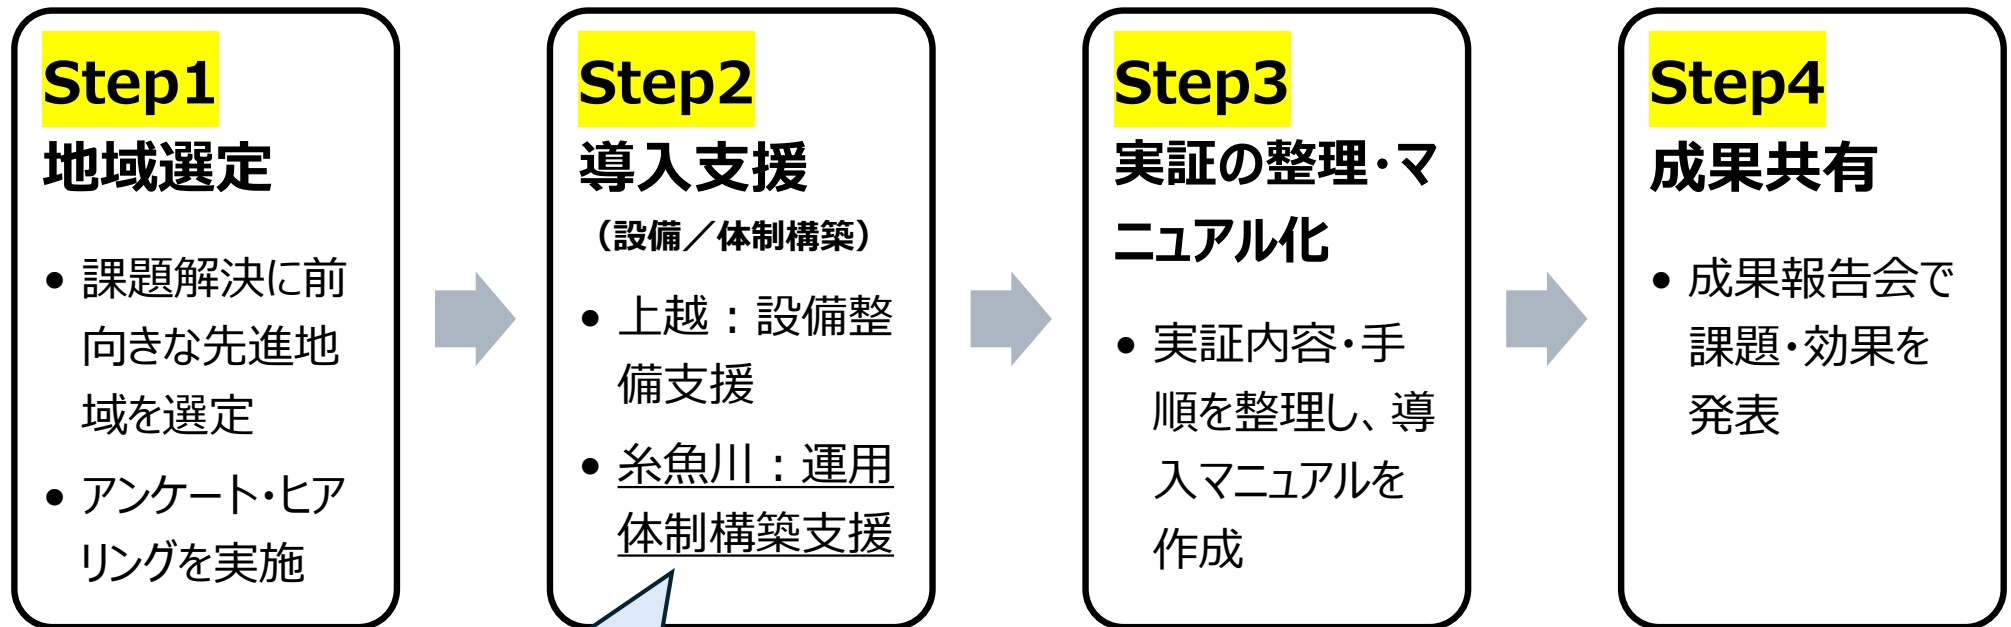 Step1
地域選定
• 課題解決に前
向きな先進地
域を選定
• アンケート・ヒア
リングを実施
Step2
導入支援
（設備／体制構築）
• 上越：設備整
備支援
• 糸魚川：運用
体制構築支援
Step3
実証の整理・マ
ニュアル化
• 実証内容・手
順を整理し、導
入マニュアルを
作成
Step4
成果共有
• 成果報告会で
課題・効果を
発表